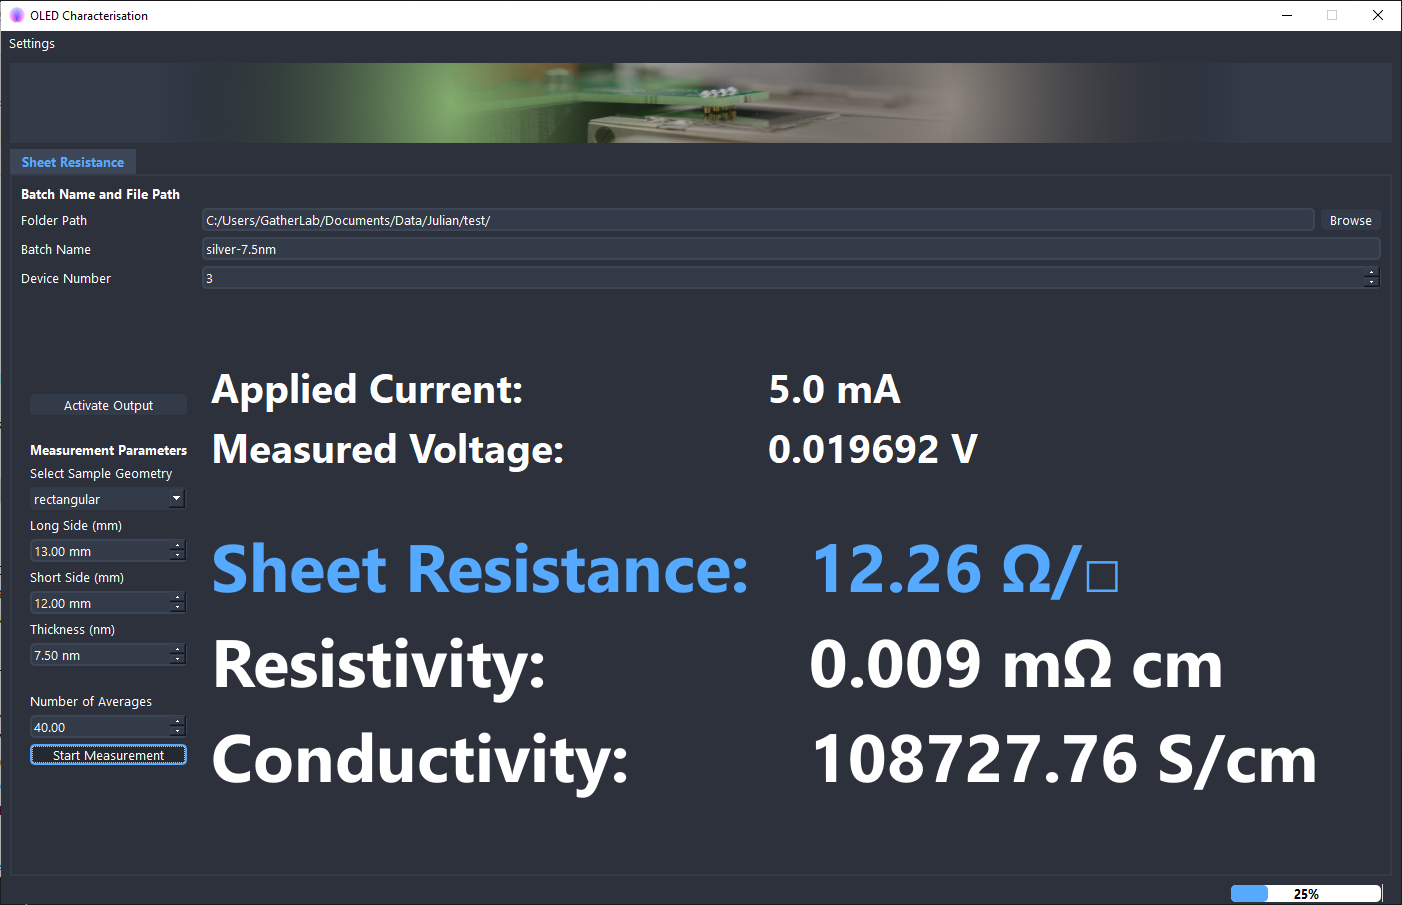 OLED Characterisation
Settings
Sheet Resistance
Batch Name and File Path
Folder Path C:/Users/GatherLab/Documents/Data/Julian/test/ Browse
Batch Name silver-7.5nm
Device Number 3
Applied Current: 5.0 mA
Activate Output
Measured Voltage: 0.019692 V
Measurement Parameters
Select Sample Geometry
rectangular
Long Side (mm)
13.00 mm
Short Side (mm)
12.00 mm
Thickness (nm)
7.50 nm
Number of Averages
40.00
Start Measurement
Sheet Resistance: 12.26 Ω/□
Resistivity: 0.009 mΩ cm
Conductivity: 108727.76 S/cm
25%